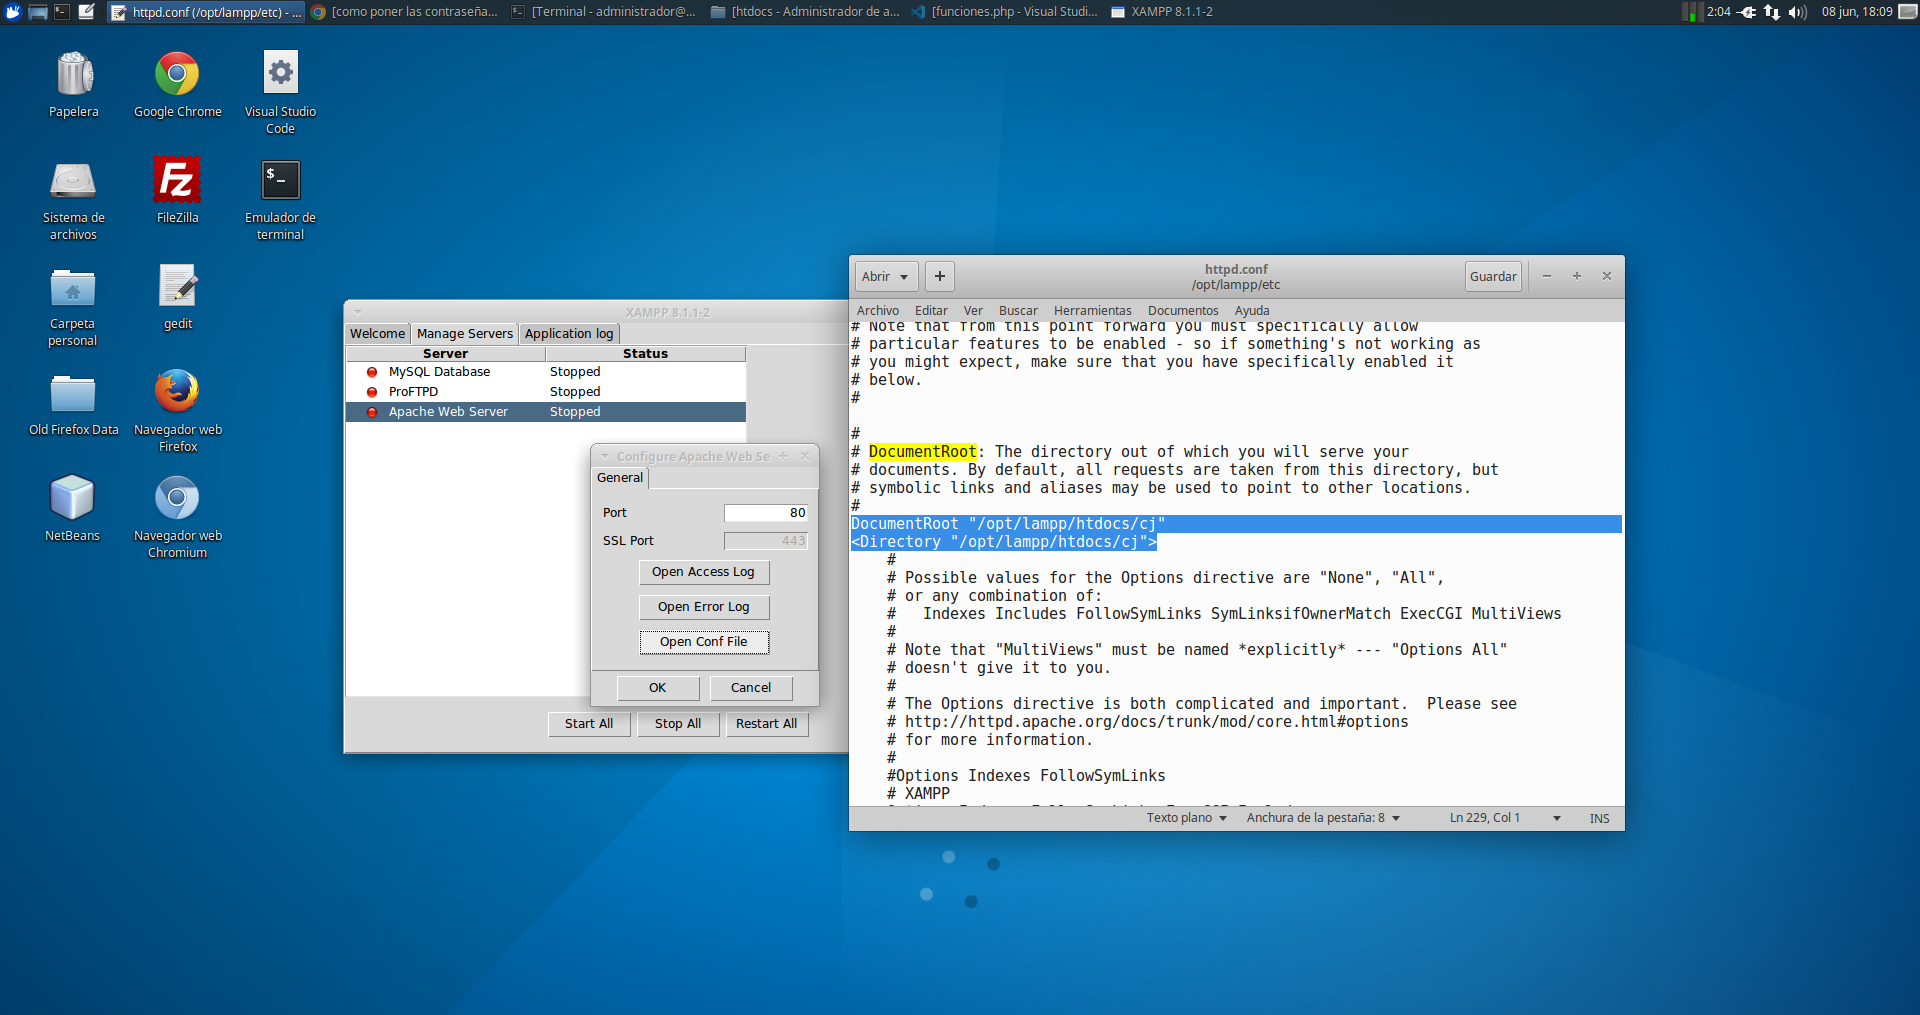 httpd.conf (/opt/lampp/etc) - ...
[como poner las contraseña...
[Terminal - administrador@...
[htdocs - Administrador de a...
[funciones.php - Visual Studi...
XAMPP 8.1.1-2
2:04
08 jun, 18:09
Papelera
Google Chrome
Visual Studio
Code
Sistema de
archivos
FileZilla
Emulador de
terminal
Carpeta
personal
gedit
Old Firefox Data
Navegador web
Firefox
NetBeans
Navegador web
Chromium
XAMPP 8.1.1-2
Welcome
Manage Servers
Application log
Server
Status
MySQL Database
Stopped
ProFTPD
Stopped
Apache Web Server
Stopped
Start All
Stop All
Restart All
Configure Apache Web Se
General
Port
80
SSL Port
443
Open Access Log
Open Error Log
Open Conf File
OK
Cancel
Abrir
httpd.conf
/opt/lampp/etc
Guardar
Archivo
Editar
Ver
Buscar
Herramientas
Documentos
Ayuda
# Note that from this point forward you must specifically allow
# particular features to be enabled - so if something's not working as
# you might expect, make sure that you have specifically enabled it
# below.
#
#
# DocumentRoot: The directory out of which you will serve your
# documents. By default, all requests are taken from this directory, but
# symbolic links and aliases may be used to point to other locations.
#
DocumentRoot "/opt/lampp/htdocs/cj"
<Directory "/opt/lampp/htdocs/cj">
#
# Possible values for the Options directive are "None", "All",
# or any combination of:
#   Indexes Includes FollowSymLinks SymLinksifOwnerMatch ExecCGI MultiViews
#
# Note that "MultiViews" must be named *explicitly* --- "Options All"
# doesn't give it to you.
#
# The Options directive is both complicated and important.  Please see
# http://httpd.apache.org/docs/trunk/mod/core.html#options
# for more information.
#
#Options Indexes FollowSymLinks
# XAMPP
Texto plano
Anchura de la pestaña: 8
Ln 229, Col 1
INS